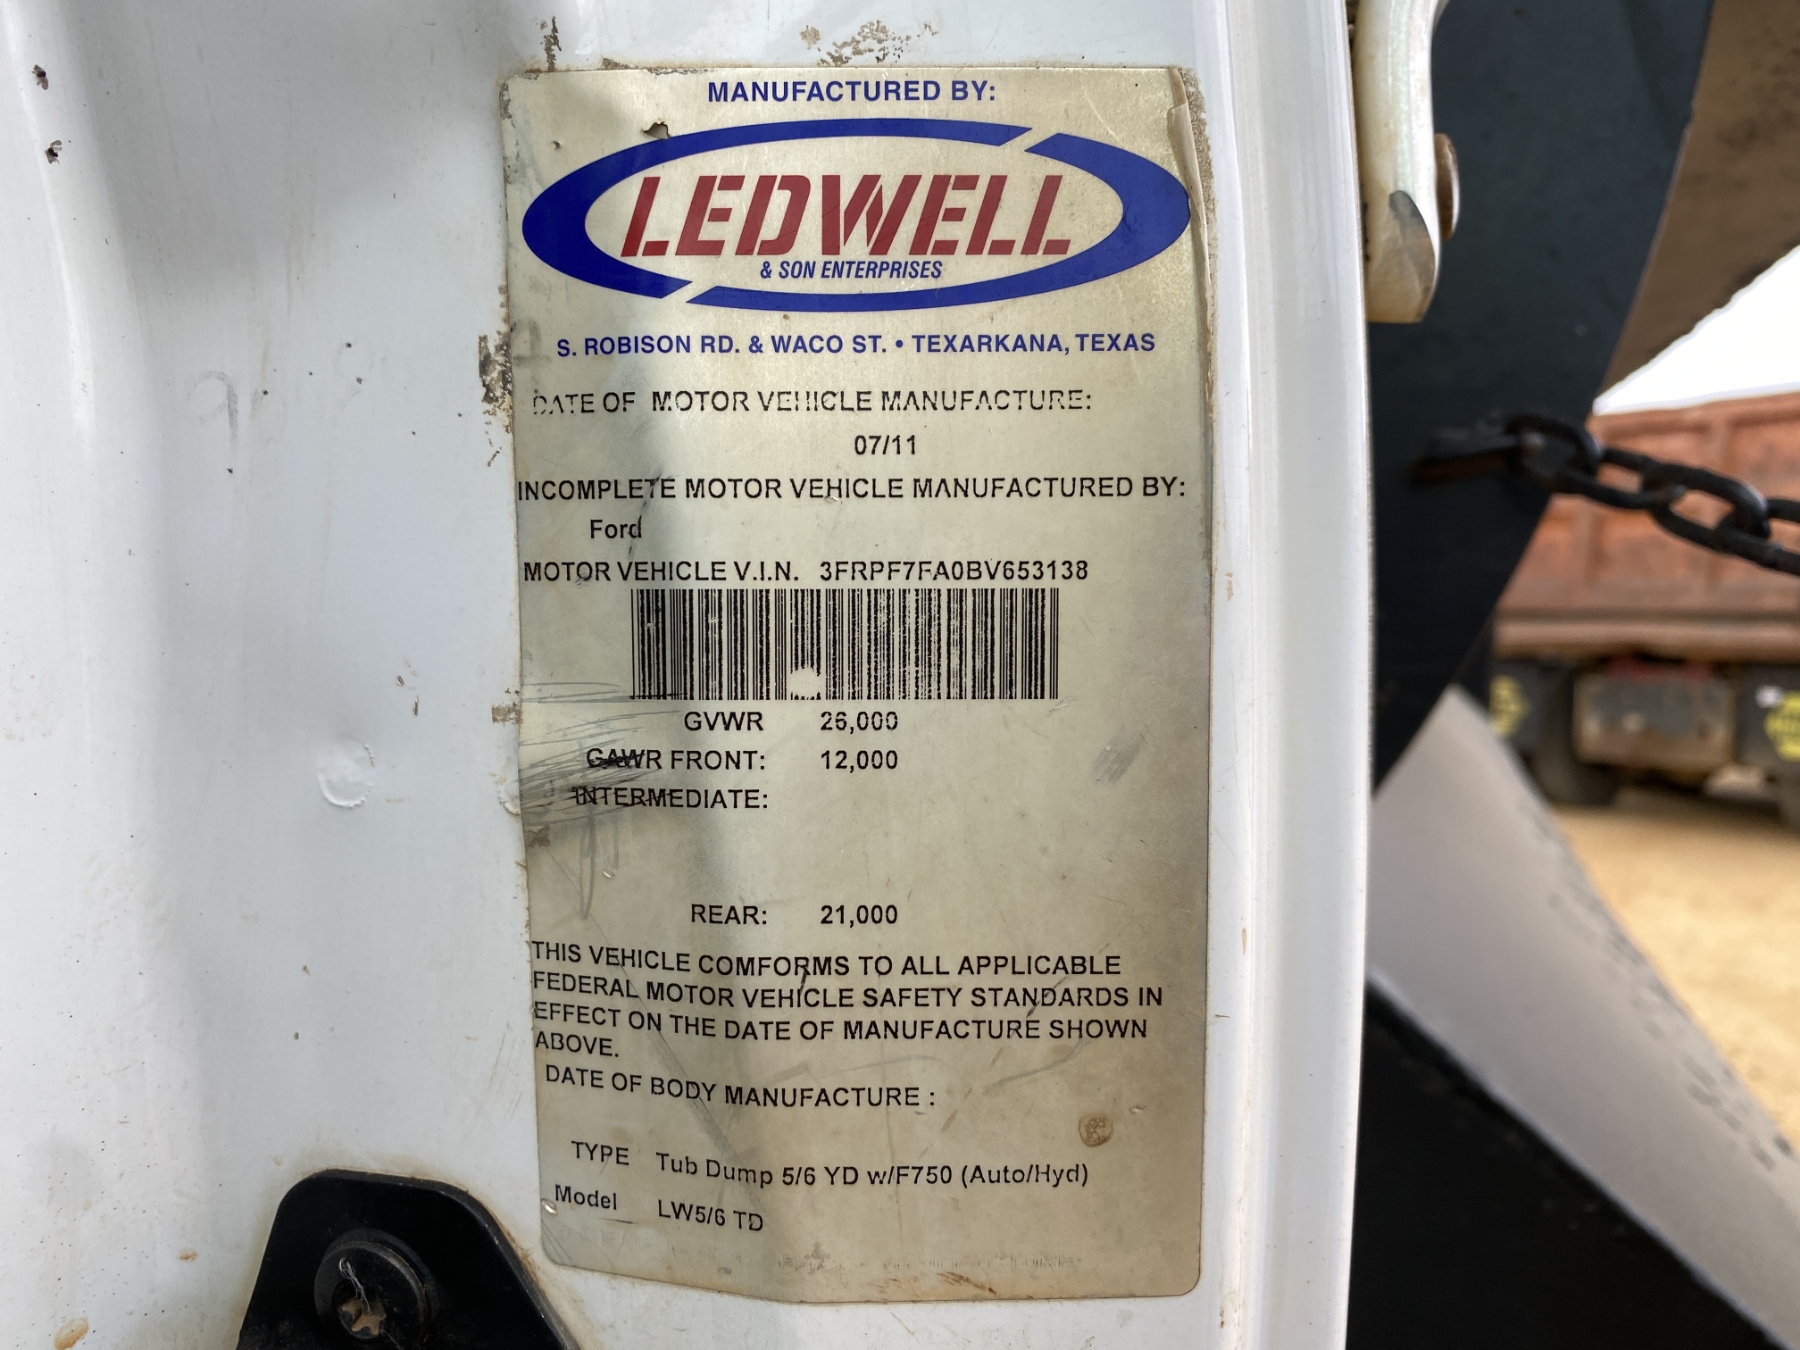 MANUFACTURED BY:
LEDWELL
& SON ENTERPRISES
S. ROBISON RD. & WACO ST. • TEXARKANA, TEXAS
DATE OF MOTOR VEHICLE MANUFACTURE:
07/11
INCOMPLETE MOTOR VEHICLE MANUFACTURED BY:
Ford
MOTOR VEHICLE V.I.N. 3FRPF7FA0BV653138
GVWR 26,000
GAWR FRONT: 12,000
INTERMEDIATE:
REAR: 21,000
THIS VEHICLE COMFORMS TO ALL APPLICABLE
FEDERAL MOTOR VEHICLE SAFETY STANDARDS IN
EFFECT ON THE DATE OF MANUFACTURE SHOWN
ABOVE.
DATE OF BODY MANUFACTURE :
TYPE Tub Dump 5/6 YD w/F750 (Auto/Hyd)
Model LW5/6 TD